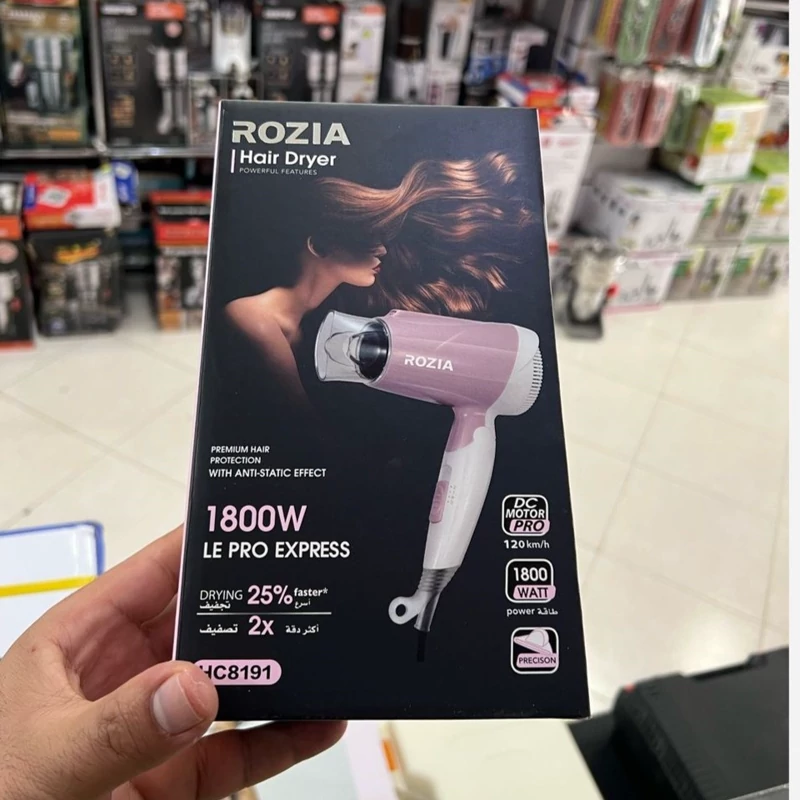 ROZIA
Hair Dryer
POWERFUL FEATURES
ROZIA
PREMIUM HAIR
PROTECTION
WITH ANTI-STATIC EFFECT
1800W
LE PRO EXPRESS
DRYING 25% faster*
تجفيف أسرع
تصفيف 2x أكثر دقة
HC8191
DC
MOTOR
PRO
120 km/h
1800
WATT
power طاقة
PRECISON